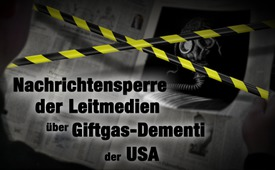 Nachrichtensperre
der Leitmedien
über Giftgas-Dementi
der USA